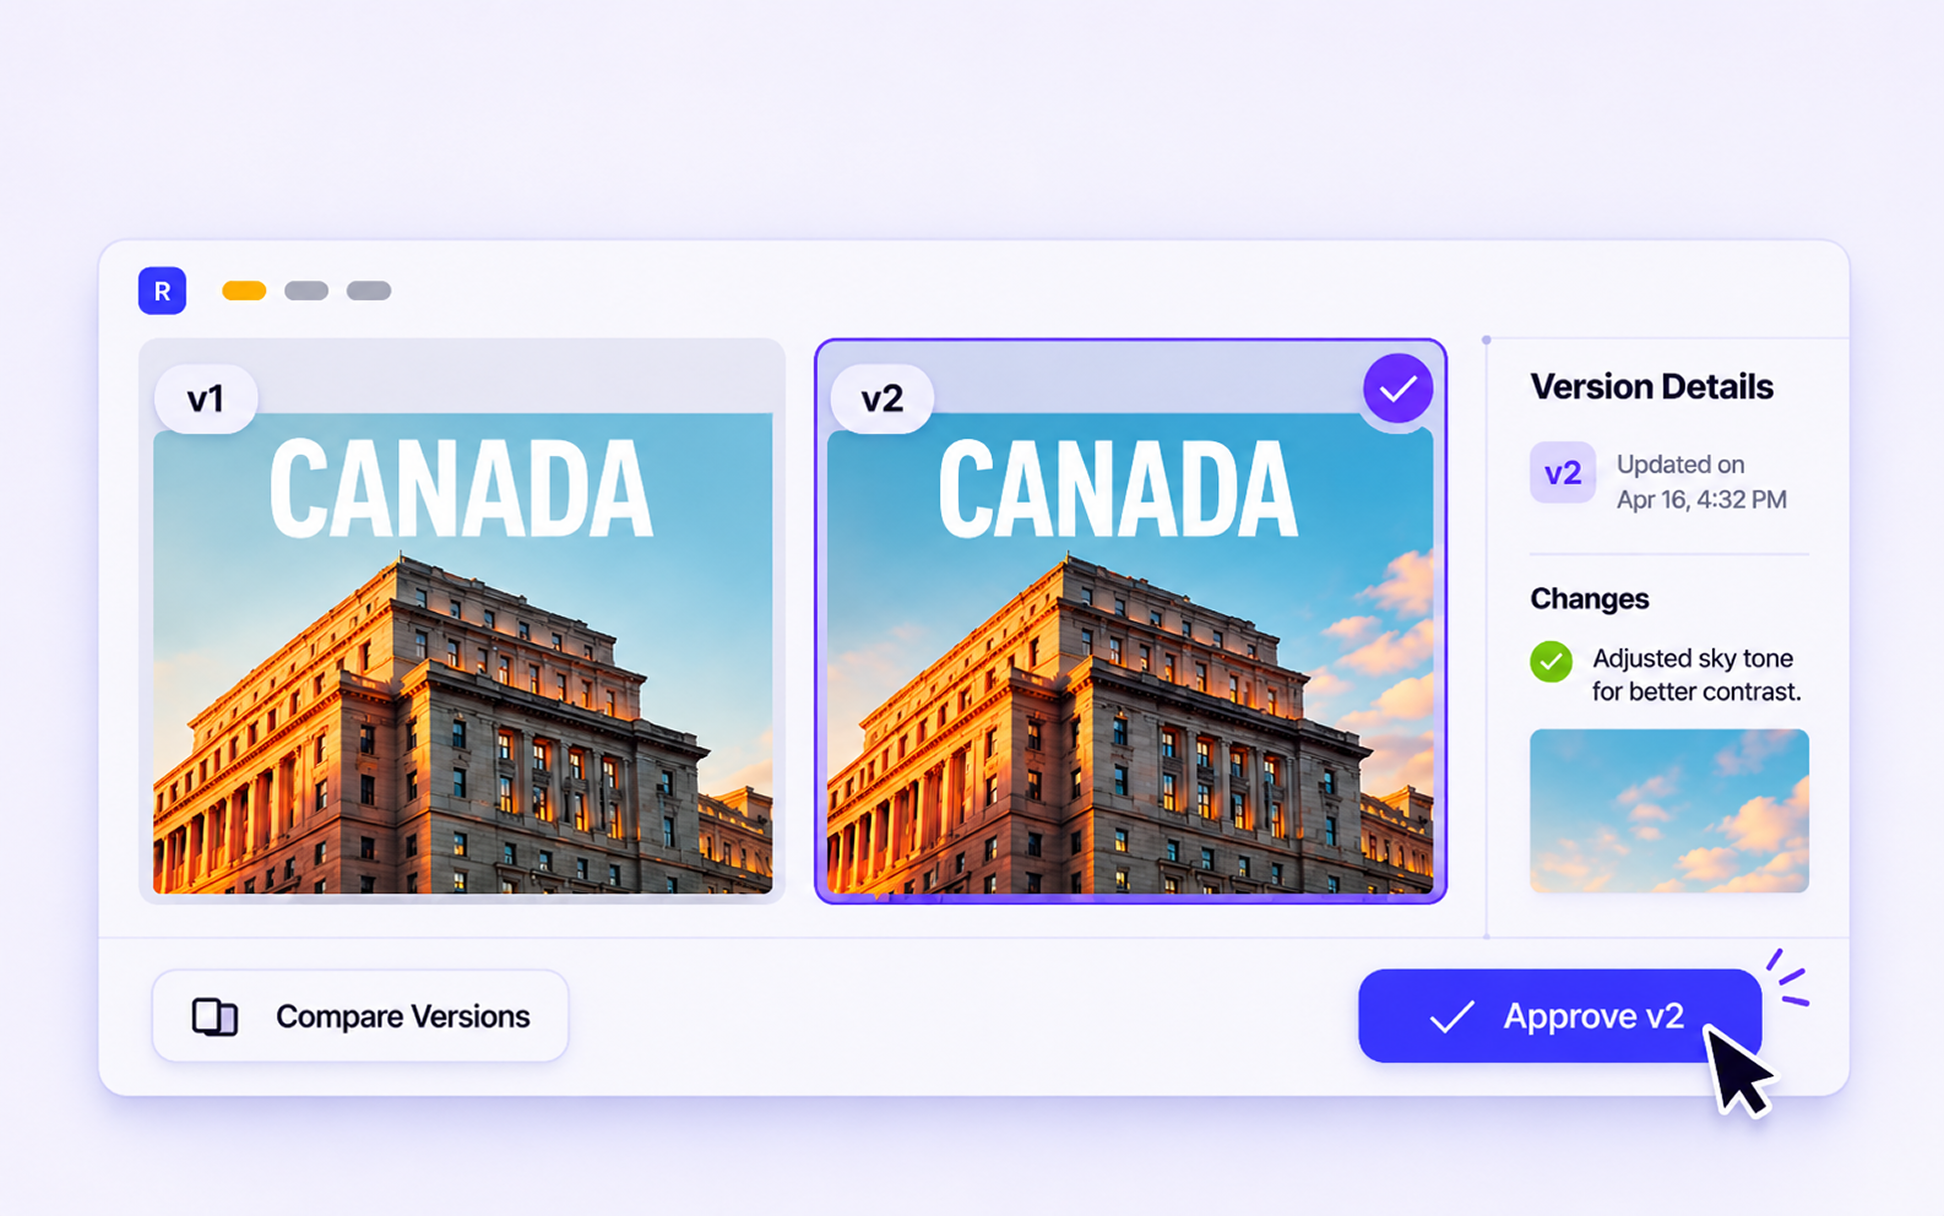 R
v1
CANADA
v2
CANADA
Version Details
v2
Updated on
Apr 16, 4:32 PM
Changes
Adjusted sky tone
for better contrast.
Compare Versions
Approve v2